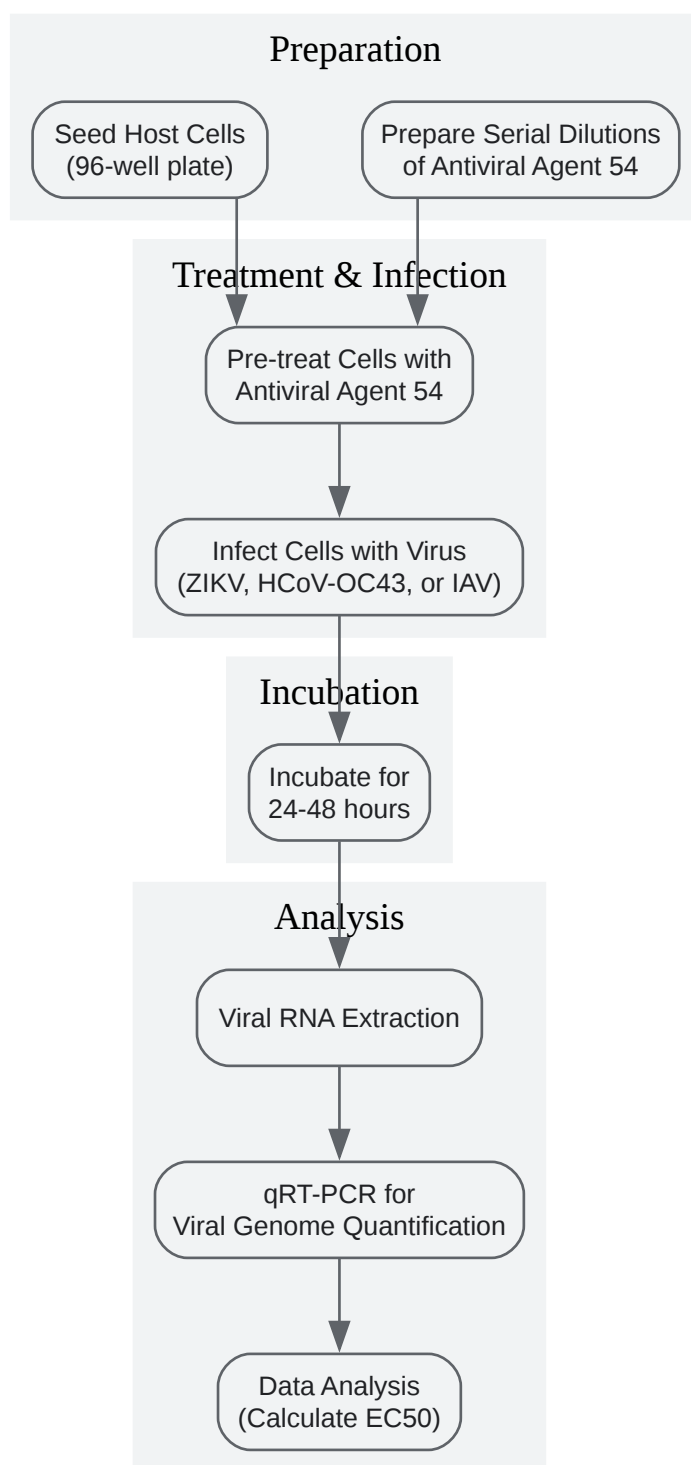 Preparation
Seed Host Cells
(96-well plate)
Prepare Serial Dilutions
of Antiviral Agent 54
Treatment & Infection
Pre-treat Cells with
Antiviral Agent 54
Infect Cells with Virus
(ZIKV, HCoV-OC43, or IAV)
Incubation
Incubate for
24-48 hours
Analysis
Viral RNA Extraction
qRT-PCR for
Viral Genome Quantification
Data Analysis
(Calculate EC50)